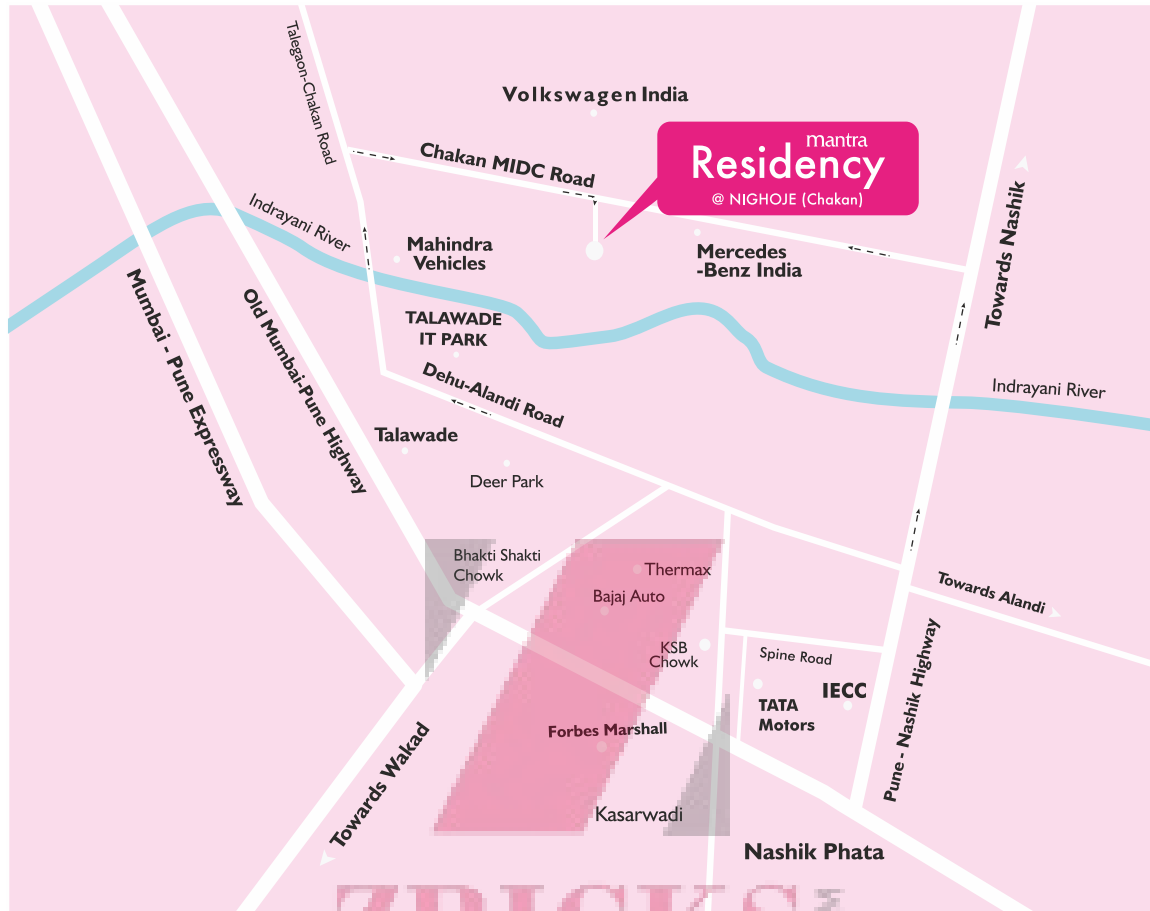 Talegaon-Chakan Road
Volkswagen India
mantra
Residency
@ NIGHOJE (Chakan)
Chakan MIDC Road
Towards Nashik
Indrayani River
Mahindra
Vehicles
Mercedes
-Benz India
Mumbai - Pune Expressway
Old Mumbai-Pune Highway
TALAWADE
IT PARK
Dehu-Alandi Road
Indrayani River
Talawade
Deer Park
Bhakti Shakti
Chowk
Thermax
Bajaj Auto
Towards Alandi
KSB
Chowk
Spine Road
IECC
TATA
Motors
Pune - Nashik Highway
Forbes Marshall
Towards Wakad
Kasarwadi
Nashik Phata